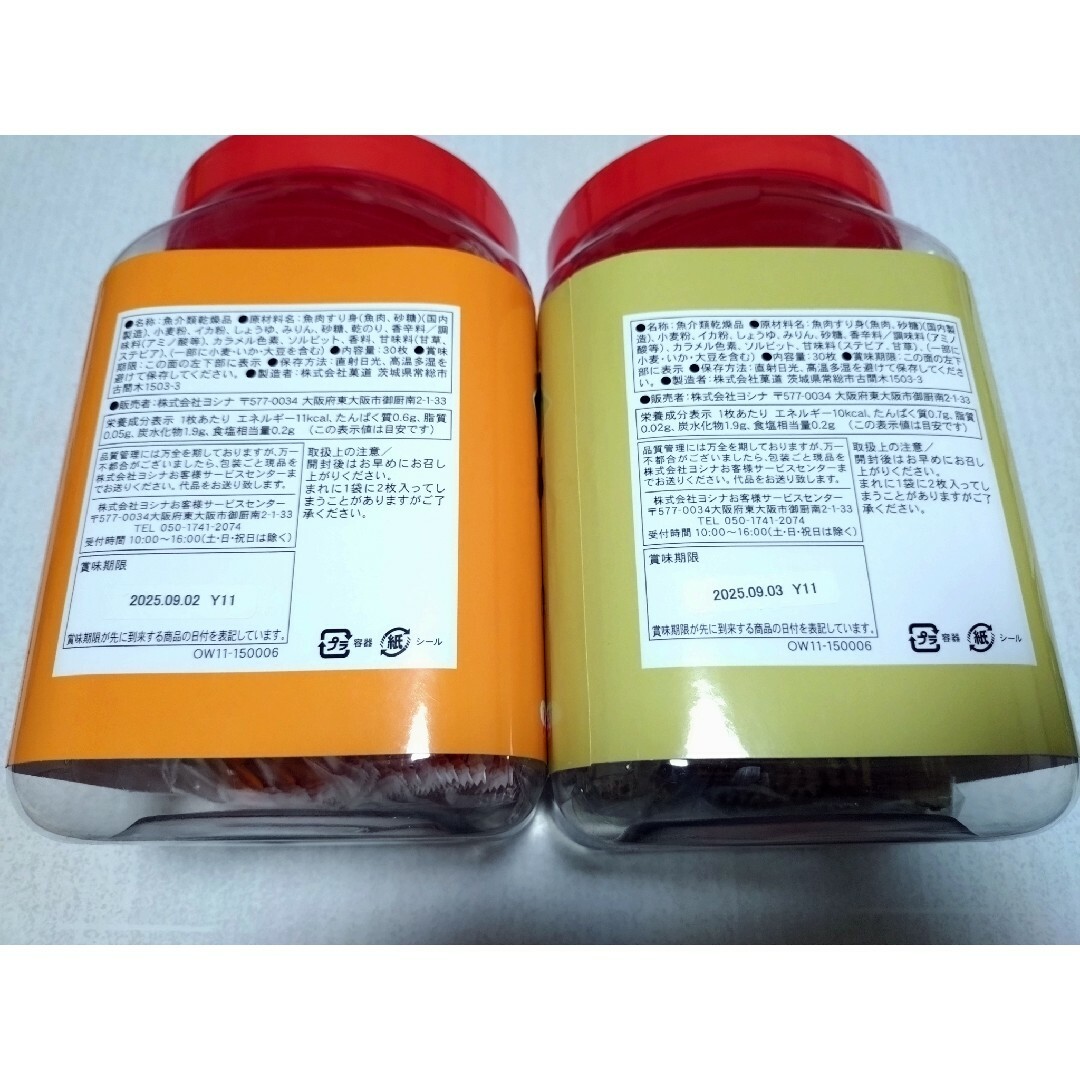 ●名称:魚介類乾燥品 ●原材料名:魚肉すり身(魚肉、砂糖)(国内
製造)、小麦粉、イカ粉、しょうゆ、みりん、砂糖、乾のり、香辛料/調
味料(アミノ酸等)、カラメル色素、ソルビット、香料、甘味料(甘草、
ステビア)、(一部に小麦・いか・大豆を含む) ●内容量:30枚 ●賞味
期限:この面の左下部に表示 ●保存方法:直射日光、高温多湿を
避けて保存してください。 ●製造者:株式会社菓道 茨城県常総市
古間木1503-3
●販売者:株式会社ヨシナ 〒577-0034 大阪府東大阪市御厨南2-1-33
栄養成分表示 1枚あたり エネルギー11kcal、たんぱく質0.6g、脂質
0.05g、炭水化物1.9g、食塩相当量0.2g (この表示値は目安です)
品質管理には万全を期しておりますが、万一
不都合がございましたら、包装ごと現品を
株式会社ヨシナお客様サービスセンターま
でお送りください。代品をお送り致します。
株式会社ヨシナお客様サービスセンター
〒577-0034東大阪市御厨南2-1-33
TEL 050-1741-2074
受付時間 10:00～16:00(土・日・祝日は除く)
取扱上の注意/
開封後はお早めにお召し
上がりください。
まれに1袋に2枚入ってし
まうことがありますがご了
承ください。
賞味期限
2025.09.02 Y11
賞味期限が先に到来する商品の日付を表記しています。
プラ 容器 紙 シール
OW11-150006
●名称:魚介類乾燥品 ●原材料名:魚肉すり身(魚肉、砂糖)(国内製
造)、小麦粉、イカ粉、しょうゆ、みりん、砂糖、香辛料/調味料(アミノ
酸等)、カラメル色素、ソルビット、甘味料(ステビア、甘草)、(一部に
小麦・いか・大豆を含む) ●内容量:30枚 ●賞味期限:この面の左下
部に表示 ●保存方法:直射日光、高温多湿を避けて保存してくださ
い。 ●製造者:株式会社菓道 茨城県常総市古間木1503-3
●販売者:株式会社ヨシナ 〒577-0034 大阪府東大阪市御厨南2-1-33
栄養成分表示 1枚あたり エネルギー10kcal、たんぱく質0.7g、脂質
0.02g、炭水化物1.9g、食塩相当量0.2g (この表示値は目安です)
品質管理には万全を期しておりますが、万一
不都合がございましたら、包装ごと現品を
株式会社ヨシナお客様サービスセンターま
でお送りください。代品をお送り致します。
株式会社ヨシナお客様サービスセンター
〒577-0034東大阪市御厨南2-1-33
TEL 050-1741-2074
受付時間 10:00～16:00(土・日・祝日は除く)
取扱上の注意/
開封後はお早めにお召し
上がりください。
まれに1袋に2枚入ってし
まうことがありますがご了
承ください。
賞味期限
2025.09.03 Y11
賞味期限が先に到来する商品の日付を表記しています。
プラ 容器 紙 シール
OW11-150006